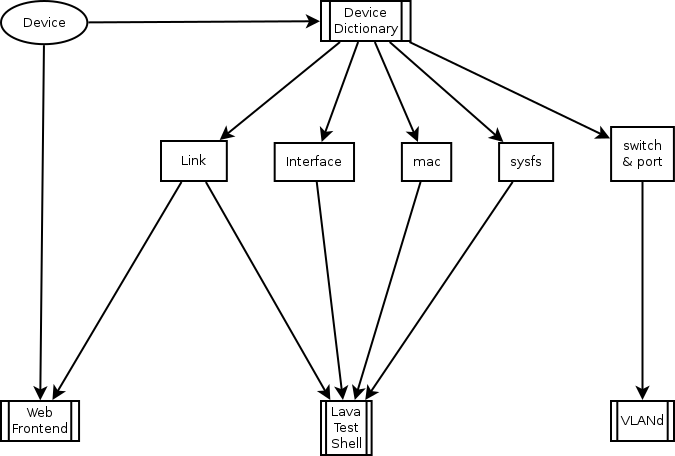 Device
Device
Dictionary
Link
Interface
mac
sysfs
switch
& port
Web
Frontend
Lava
Test
Shell
VLANd